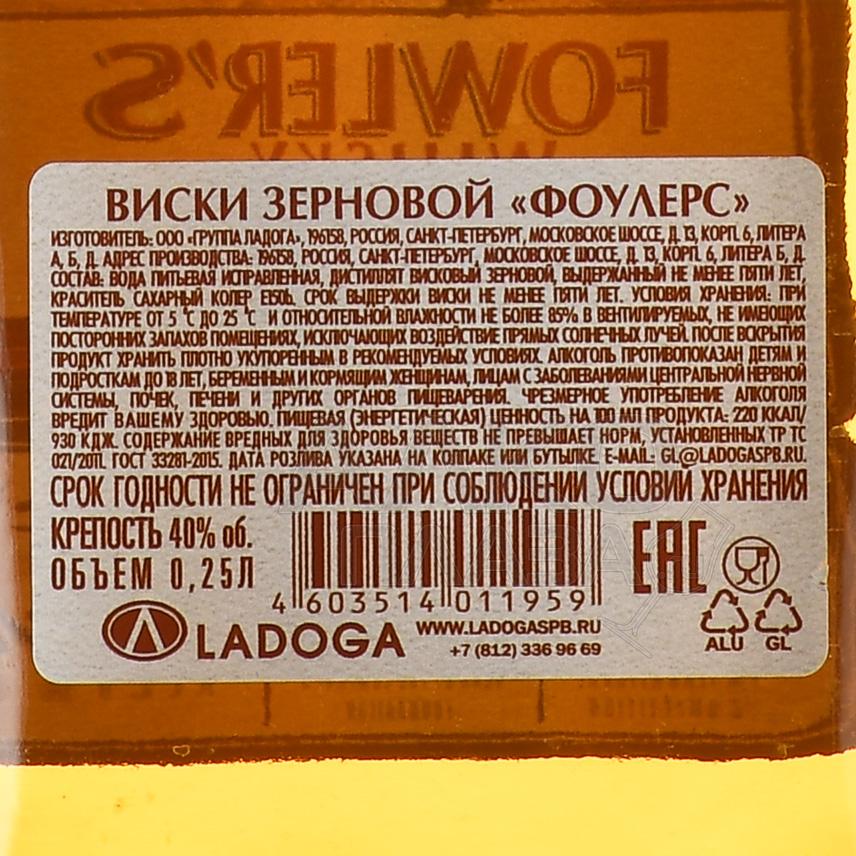 FOWLER'S
WHISKY
ВИСКИ ЗЕРНОВОЙ «ФОУЛЕРС»
ИЗГОТОВИТЕЛЬ: ООО «ГРУППА ЛАДОГА», 196158, РОССИЯ, САНКТ-ПЕТЕРБУРГ, МОСКОВСКОЕ ШОССЕ, Д. 13, КОРП. 6, ЛИТЕРА
А, Б, Д. АДРЕС ПРОИЗВОДСТВА: 196158, РОССИЯ, САНКТ-ПЕТЕРБУРГ, МОСКОВСКОЕ ШОССЕ, Д. 13, КОРП. 6, ЛИТЕРА Б, Д.
СОСТАВ: ВОДА ПИТЬЕВАЯ ИСПРАВЛЕННАЯ, ДИСТИЛЛЯТ ВИСКОВЫЙ ЗЕРНОВОЙ, ВЫДЕРЖАННЫЙ НЕ МЕНЕЕ ПЯТИ ЛЕТ,
КРАСИТЕЛЬ САХАРНЫЙ КОЛЕР Е150b. СРОК ВЫДЕРЖКИ ВИСКИ НЕ МЕНЕЕ ПЯТИ ЛЕТ. УСЛОВИЯ ХРАНЕНИЯ: ПРИ
ТЕМПЕРАТУРЕ ОТ 5 °С ДО 25 °С И ОТНОСИТЕЛЬНОЙ ВЛАЖНОСТИ НЕ БОЛЕЕ 85% В ВЕНТИЛИРУЕМЫХ, НЕ ИМЕЮЩИХ
ПОСТОРОННИХ ЗАПАХОВ ПОМЕЩЕНИЯХ, ИСКЛЮЧАЮЩИХ ВОЗДЕЙСТВИЕ ПРЯМЫХ СОЛНЕЧНЫХ ЛУЧЕЙ. ПОСЛЕ ВСКРЫТИЯ
ПРОДУКТ ХРАНИТЬ ПЛОТНО УКУПОРЕННЫМ В РЕКОМЕНДУЕМЫХ УСЛОВИЯХ. АЛКОГОЛЬ ПРОТИВОПОКАЗАН ДЕТЯМ И
ПОДРОСТКАМ ДО 18 ЛЕТ, БЕРЕМЕННЫМ И КОРМЯЩИМ ЖЕНЩИНАМ, ЛИЦАМ С ЗАБОЛЕВАНИЯМИ ЦЕНТРАЛЬНОЙ НЕРВНОЙ
СИСТЕМЫ, ПОЧЕК, ПЕЧЕНИ И ДРУГИХ ОРГАНОВ ПИЩЕВАРЕНИЯ. ЧРЕЗМЕРНОЕ УПОТРЕБЛЕНИЕ АЛКОГОЛЯ
ВРЕДИТ ВАШЕМУ ЗДОРОВЬЮ. ПИЩЕВАЯ (ЭНЕРГЕТИЧЕСКАЯ) ЦЕННОСТЬ НА 100 МЛ ПРОДУКТА: 220 ККАЛ/
930 КДЖ. СОДЕРЖАНИЕ ВРЕДНЫХ ДЛЯ ЗДОРОВЬЯ ВЕЩЕСТВ НЕ ПРЕВЫШАЕТ НОРМ, УСТАНОВЛЕННЫХ ТР ТС
021/2011. ГОСТ 33281-2015. ДАТА РОЗЛИВА УКАЗАНА НА КОЛПАКЕ ИЛИ БУТЫЛКЕ. E-MAIL: GL@LADOGASPB.RU.
СРОК ГОДНОСТИ НЕ ОГРАНИЧЕН ПРИ СОБЛЮДЕНИИ УСЛОВИЙ ХРАНЕНИЯ
КРЕПОСТЬ 40% об.
ОБЪЕМ 0,25Л
4 603514 011959
EAC
LADOGA
WWW.LADOGASPB.RU
+7 (812) 336 96 69
ALU GL